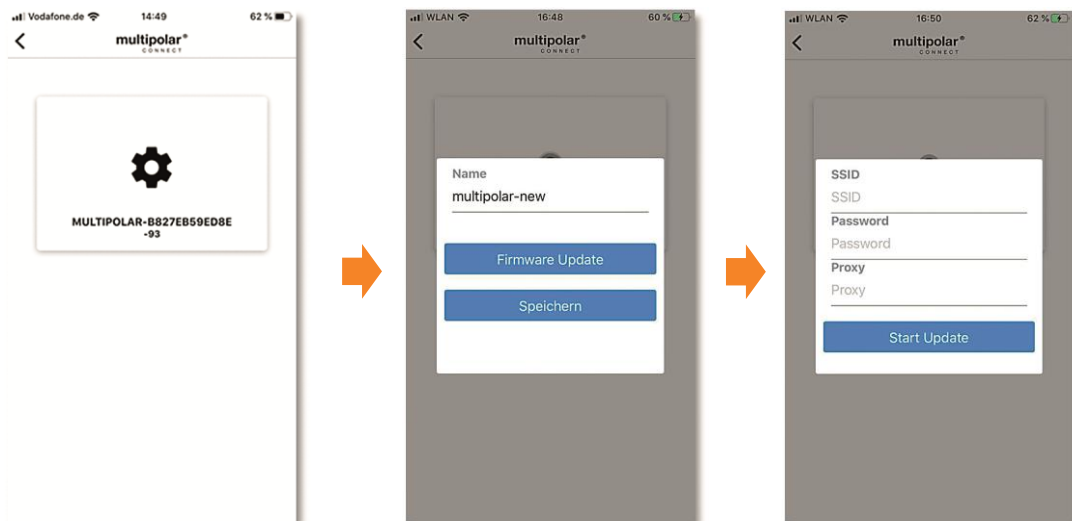 Vodafone.de 14:49 62 %
multipolar®
CONNECT
MULTIPOLAR-B827EB59ED8E
-93
WLAN 16:48 60 %
multipolar®
CONNECT
Name
multipolar-new
Firmware Update
Speichern
WLAN 16:50 62 %
multipolar®
CONNECT
SSID
SSID
Password
Password
Proxy
Proxy
Start Update